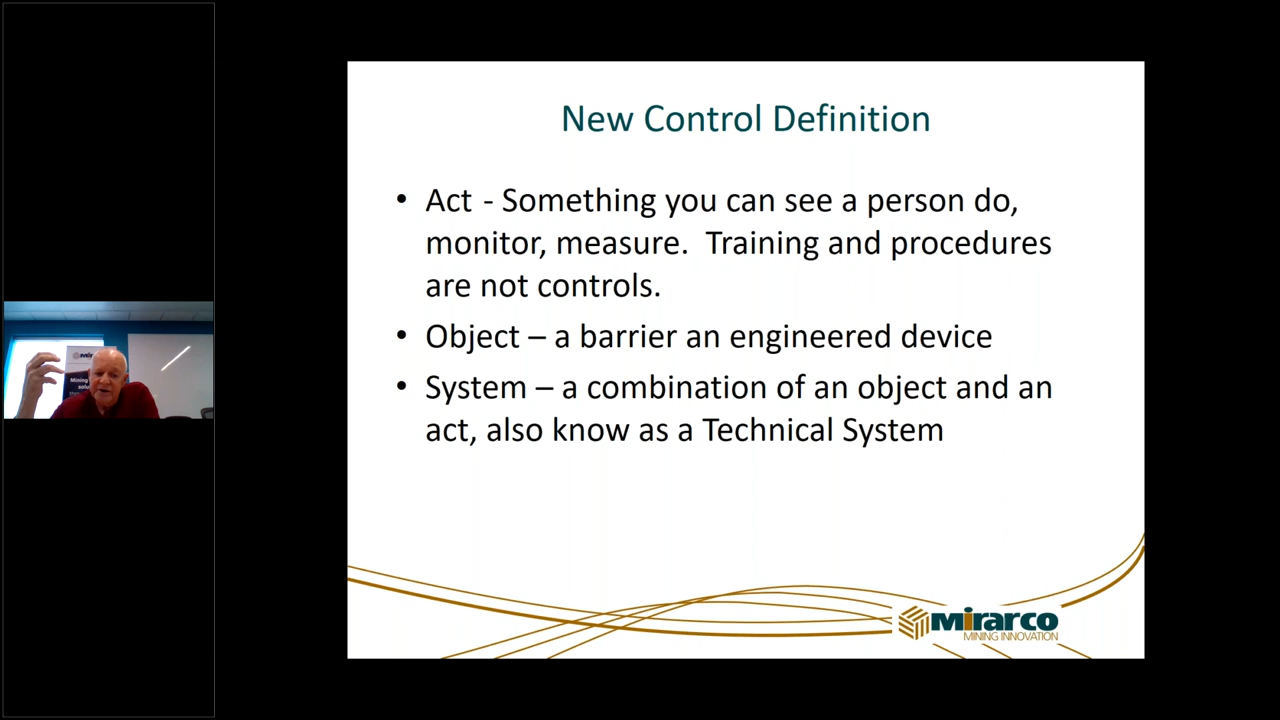 New Control Definition
• Act - Something you can see a person do,
monitor, measure.  Training and procedures
are not controls.
• Object – a barrier an engineered device
• System – a combination of an object and an
act, also know as a Technical System
mirarco
MINING INNOVATION
Mining